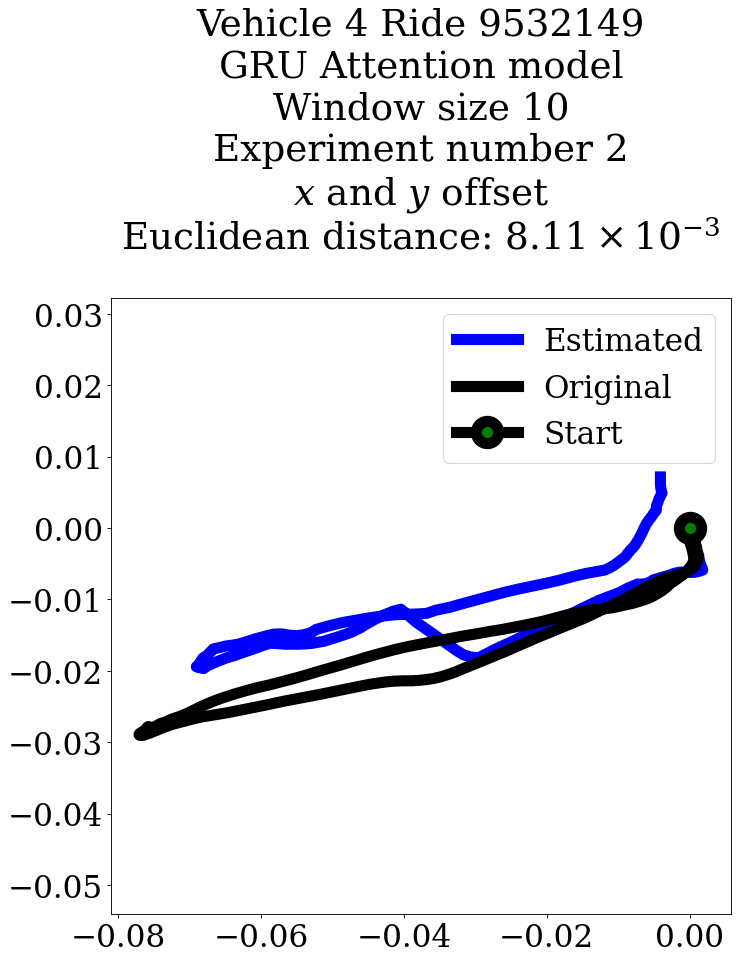 Vehicle 4 Ride 9532149
GRU Attention model
Window size 10
Experiment number 2
x and y offset
Euclidean distance: 8.11 × 10⁻³
0.03
0.02
0.01
0.00
−0.01
−0.02
−0.03
−0.04
−0.05
Estimated
Original
Start
−0.08 −0.06 −0.04 −0.02 0.00